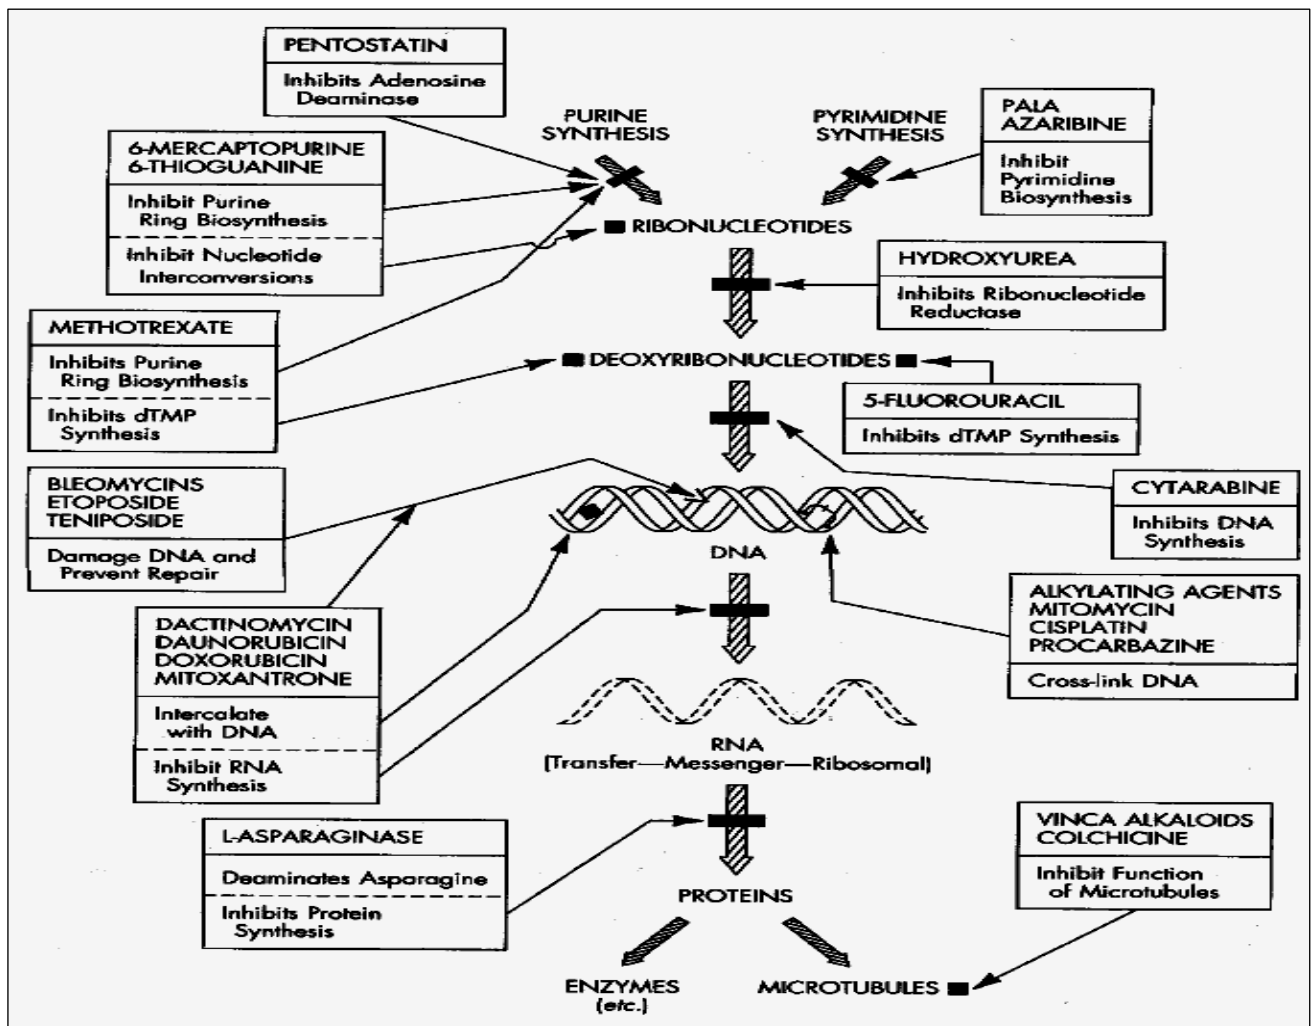 PENTOSTATIN
Inhibits Adenosine
Deaminase
PURINE
SYNTHESIS
PYRIMIDINE
SYNTHESIS
PALA
AZARIBINE
Inhibit
Pyrimidine
Biosynthesis
6-MERCAPTOPURINE
6-THIOGUANINE
Inhibit Purine
Ring Biosynthesis
Inhibit Nucleotide
Interconversions
RIBONUCLEOTIDES
HYDROXYUREA
Inhibits Ribonucleotide
Reductase
METHOTREXATE
Inhibits Purine
Ring Biosynthesis
Inhibits dTMP
Synthesis
DEOXYRIBONUCLEOTIDES
5-FLUOROURACIL
Inhibits dTMP Synthesis
BLEOMYCINS
ETOPOSIDE
TENIPOSIDE
Damage DNA and
Prevent Repair
CYTARABINE
Inhibits DNA
Synthesis
DNA
ALKYLATING AGENTS
MITOMYCIN
CISPLATIN
PROCARBAZINE
Cross-link DNA
DACTINOMYCIN
DAUNORUBICIN
DOXORUBICIN
MITOXANTRONE
Intercalate
with DNA
Inhibit RNA
Synthesis
RNA
(Transfer—Messenger—Ribosomal)
L-ASPARAGINASE
Deaminates Asparagine
Inhibits Protein
Synthesis
VINCA ALKALOIDS
COLCHICINE
Inhibit Function
of Microtubules
PROTEINS
ENZYMES
(etc.)
MICROTUBULES